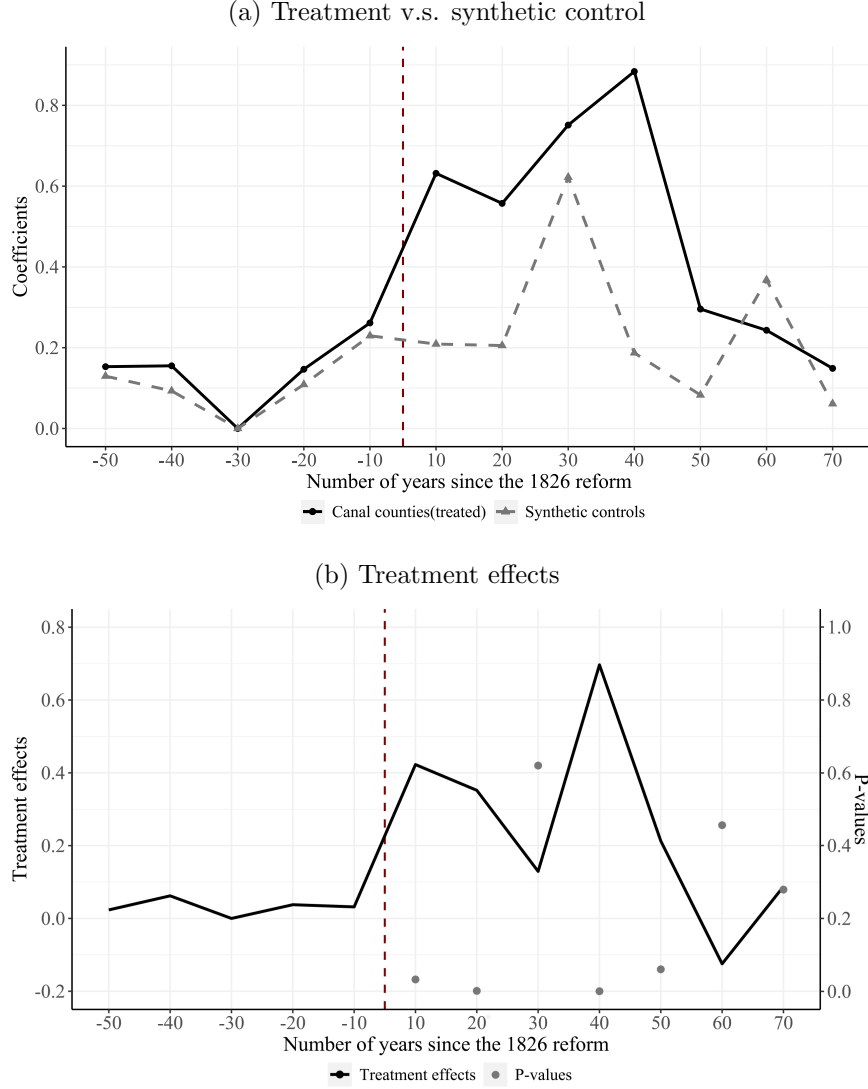 (a) Treatment v.s. synthetic control
0.8
0.6
0.4
0.2
0.0
Coefficients
-50 -40 -30 -20 -10 10 20 30 40 50 60 70
Number of years since the 1826 reform
Canal counties(treated) Synthetic controls
(b) Treatment effects
0.8 1.0
0.6 0.8
0.4 0.6
0.2 0.4
0.0 0.2
-0.2 0.0
Treatment effects
P-values
-50 -40 -30 -20 -10 10 20 30 40 50 60 70
Number of years since the 1826 reform
Treatment effects P-values